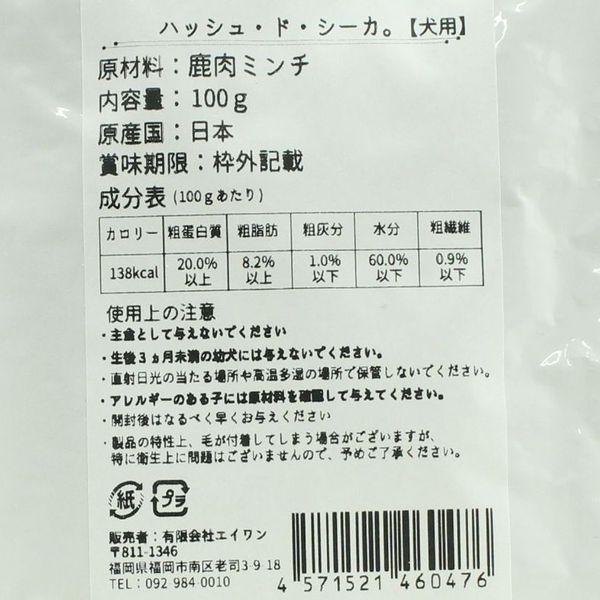 ハッシュ・ド・シーカ。【犬用】
原材料：鹿肉ミンチ
内容量：100g
原産国：日本
賞味期限：枠外記載
成分表(100gあたり)
カロリー 粗蛋白質 粗脂肪 粗灰分 水分 粗繊維
138kcal 20.0%以上 8.2%以上 1.0%以下 60.0%以下 0.9%以下
使用上の注意
・主食として与えないでください
・生後3ヵ月未満の幼犬には与えないでください。
・直射日光の当たる場所や高温多湿の場所で保管しないでください。
・アレルギーのある子には原材料を確認して与えてください。
・開封後はなるべく早くお与えください
・製品の特性上、毛が付着してしまう場合がございますが、
特に衛生上に問題はございませんので、予めご了承ください。
紙 プラ
販売者：有限会社エイワン
〒811-1346
福岡県福岡市南区老司3-9-18
TEL：092-984-0010
4 571521 460476